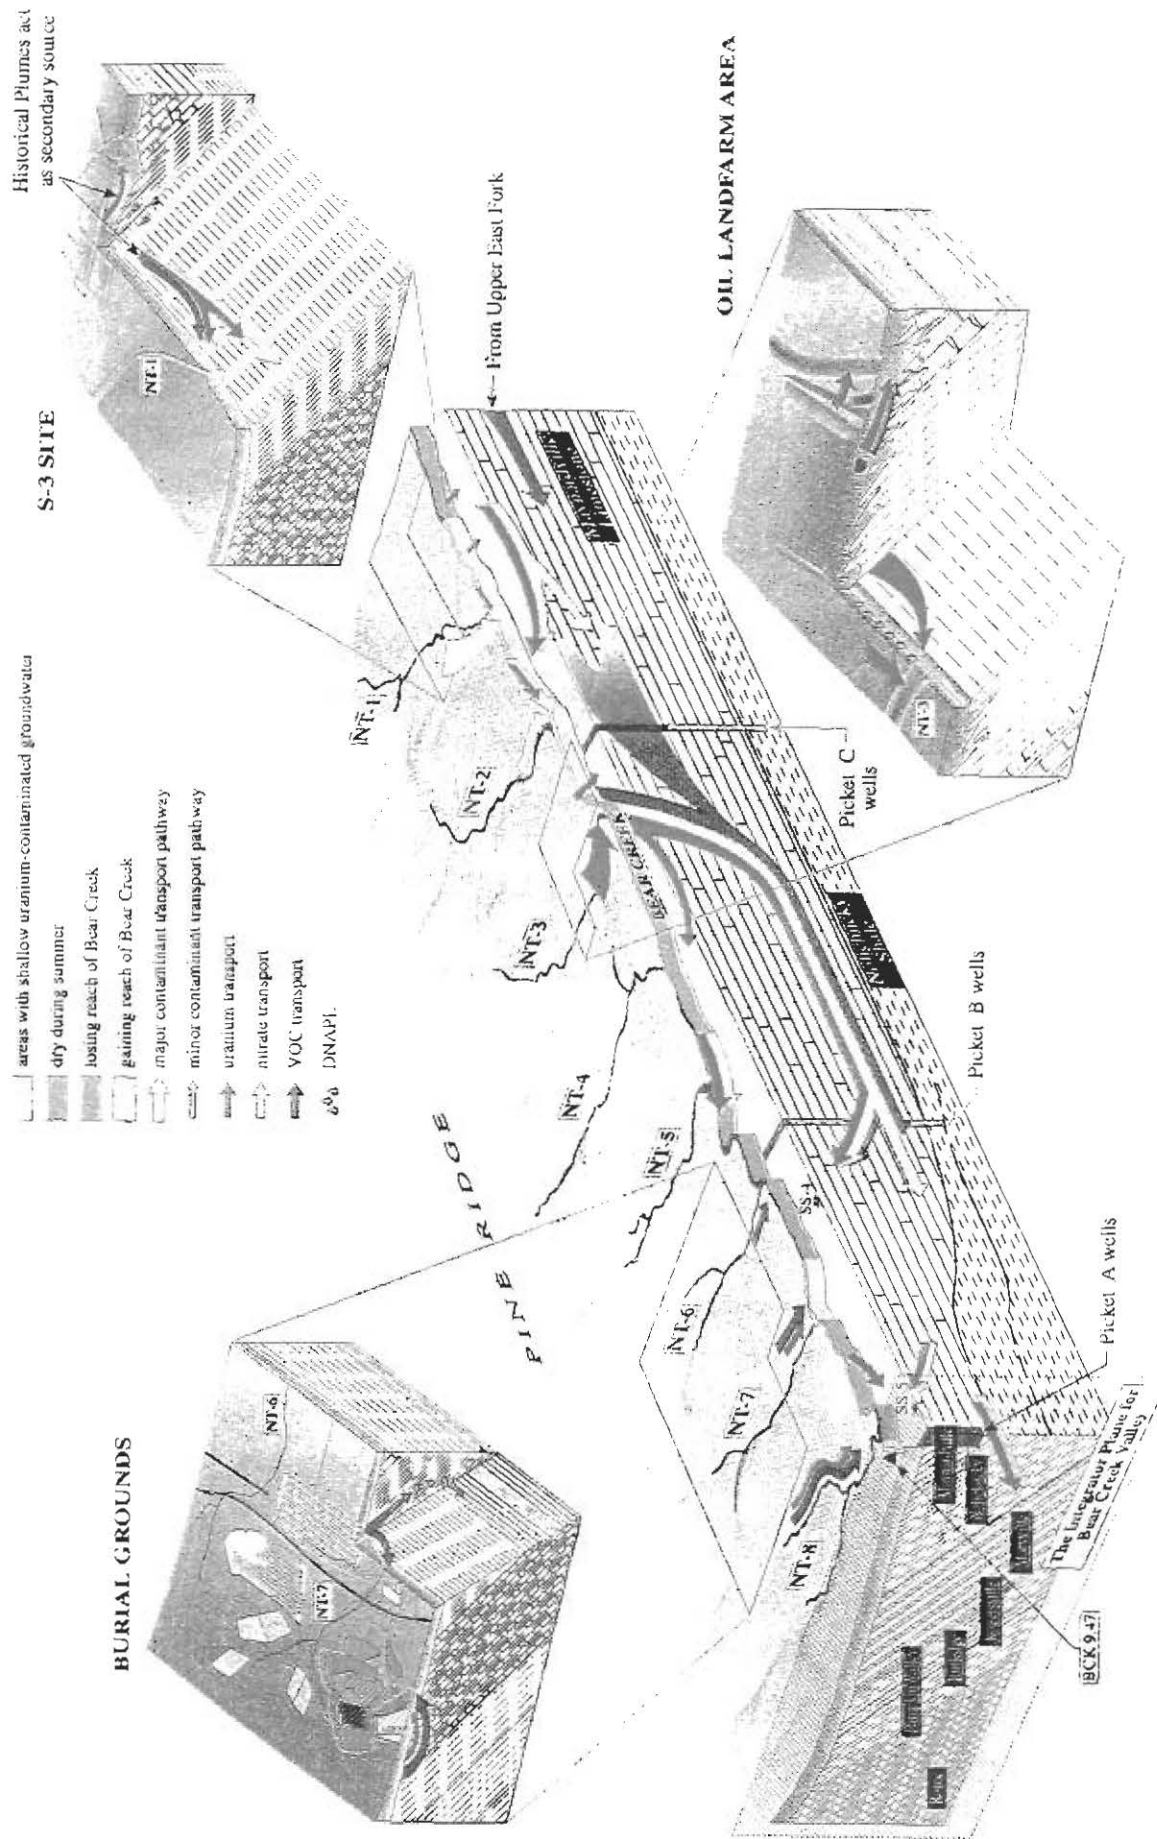 Historical Plumes act
as secondary source
S-3 SITE
NT-1
From Upper East Fork
OIL LANDFARM AREA
NT-3
areas with shallow uranium-contaminated groundwater
dry during summer
losing reach of Bear Creek
gaining reach of Bear Creek
major contaminant transport pathway
minor contaminant transport pathway
uranium transport
nitrate transport
VOC transport
DNAPL
BURIAL GROUNDS
NT-6
NT-7
PINE RIDGE
NT-1
NT-2
NT-3
NT-4
NT-5
NT-6
NT-7
NT-8
BEAR CREEK
SS-4
SS-5
Picket C
wells
Picket B wells
Picket A wells
The Integrator Plane for
Bear Creek Valley
BCK 9.47
Rome